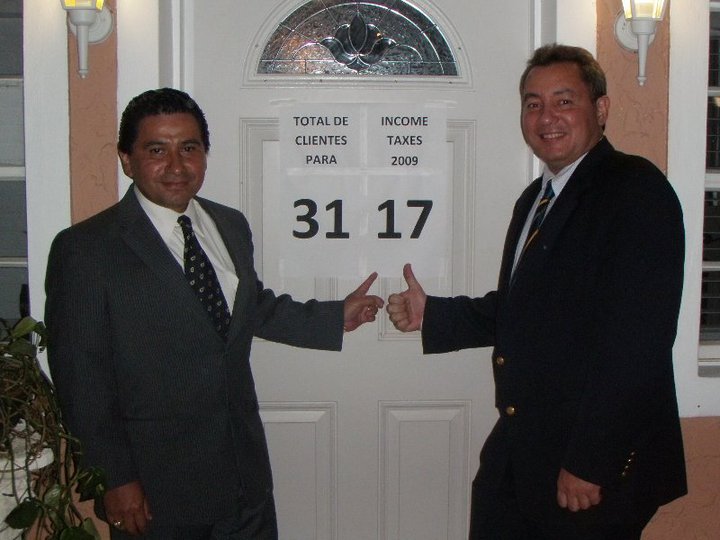 TOTAL DE INCOME
CLIENTES TAXES
PARA 2009
31 17